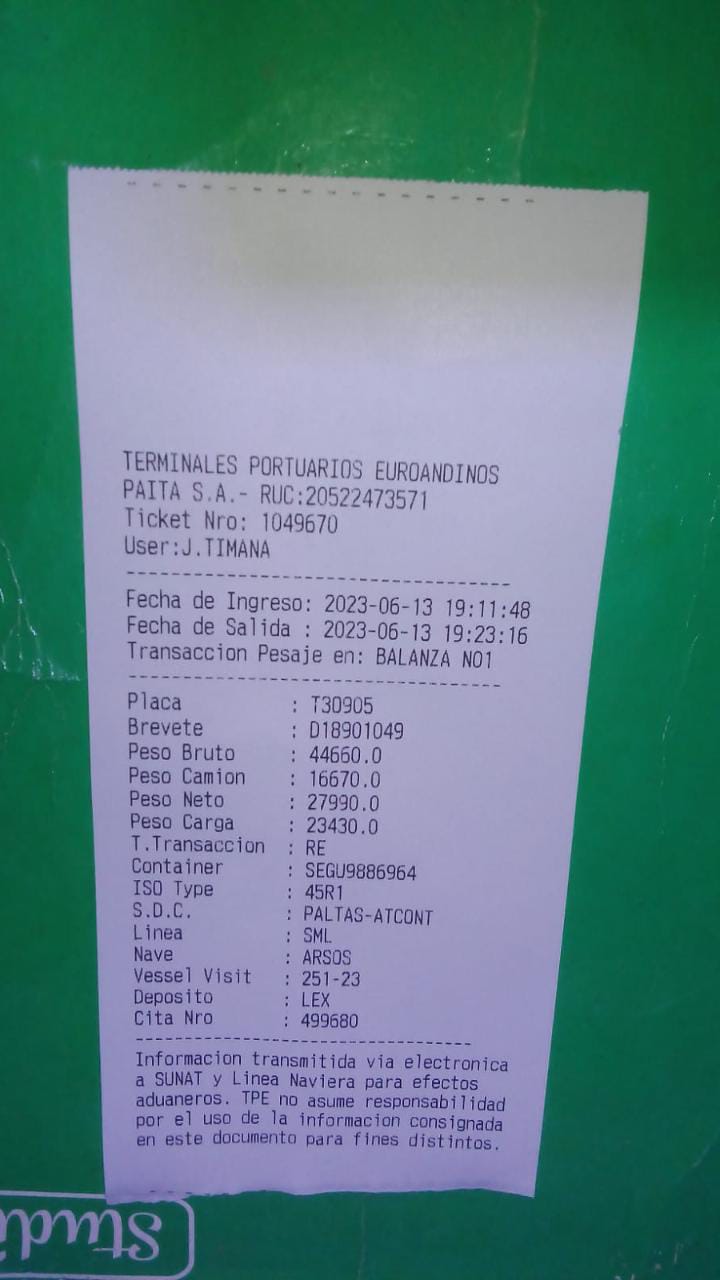 TERMINALES PORTUARIOS EUROANDINOS
PAITA S.A.- RUC:20522473571
Ticket Nro: 1049670
User:J.TIMANA
--------------------------------
Fecha de Ingreso: 2023-06-13 19:11:48
Fecha de Salida : 2023-06-13 19:23:16
Transaccion Pesaje en: BALANZA NO1
--------------------------------
Placa : T30905
Brevete : D18901049
Peso Bruto : 44660.0
Peso Camion : 16670.0
Peso Neto : 27990.0
Peso Carga : 23430.0
T.Transaccion : RE
Container : SEGU9886964
ISO Type : 45R1
S.D.C. : PALTAS-ATCONT
Linea : SML
Nave : ARSOS
Vessel Visit : 251-23
Deposito : LEX
Cita Nro : 499680
--------------------------------
Informacion transmitida via electronica
a SUNAT y Linea Naviera para efectos
aduaneros. TPE no asume responsabilidad
por el uso de la informacion consignada
en este documento para fines distintos.